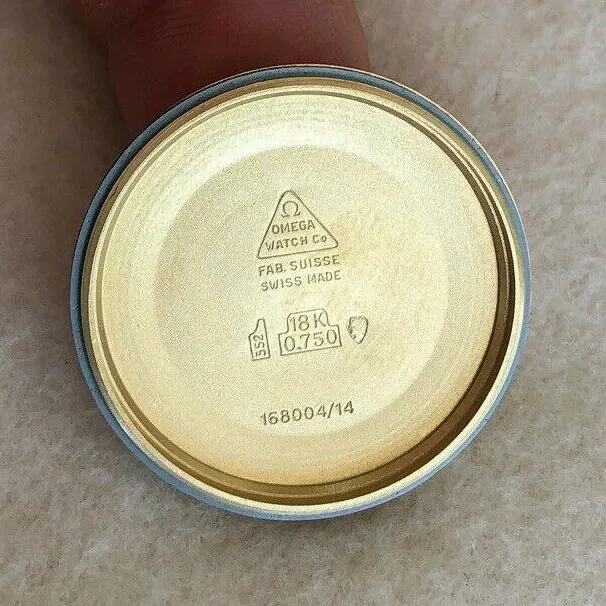 Ω
OMEGA
WATCH Co
FAB. SUISSE
SWISS MADE
552 18K
0.750
168004/14